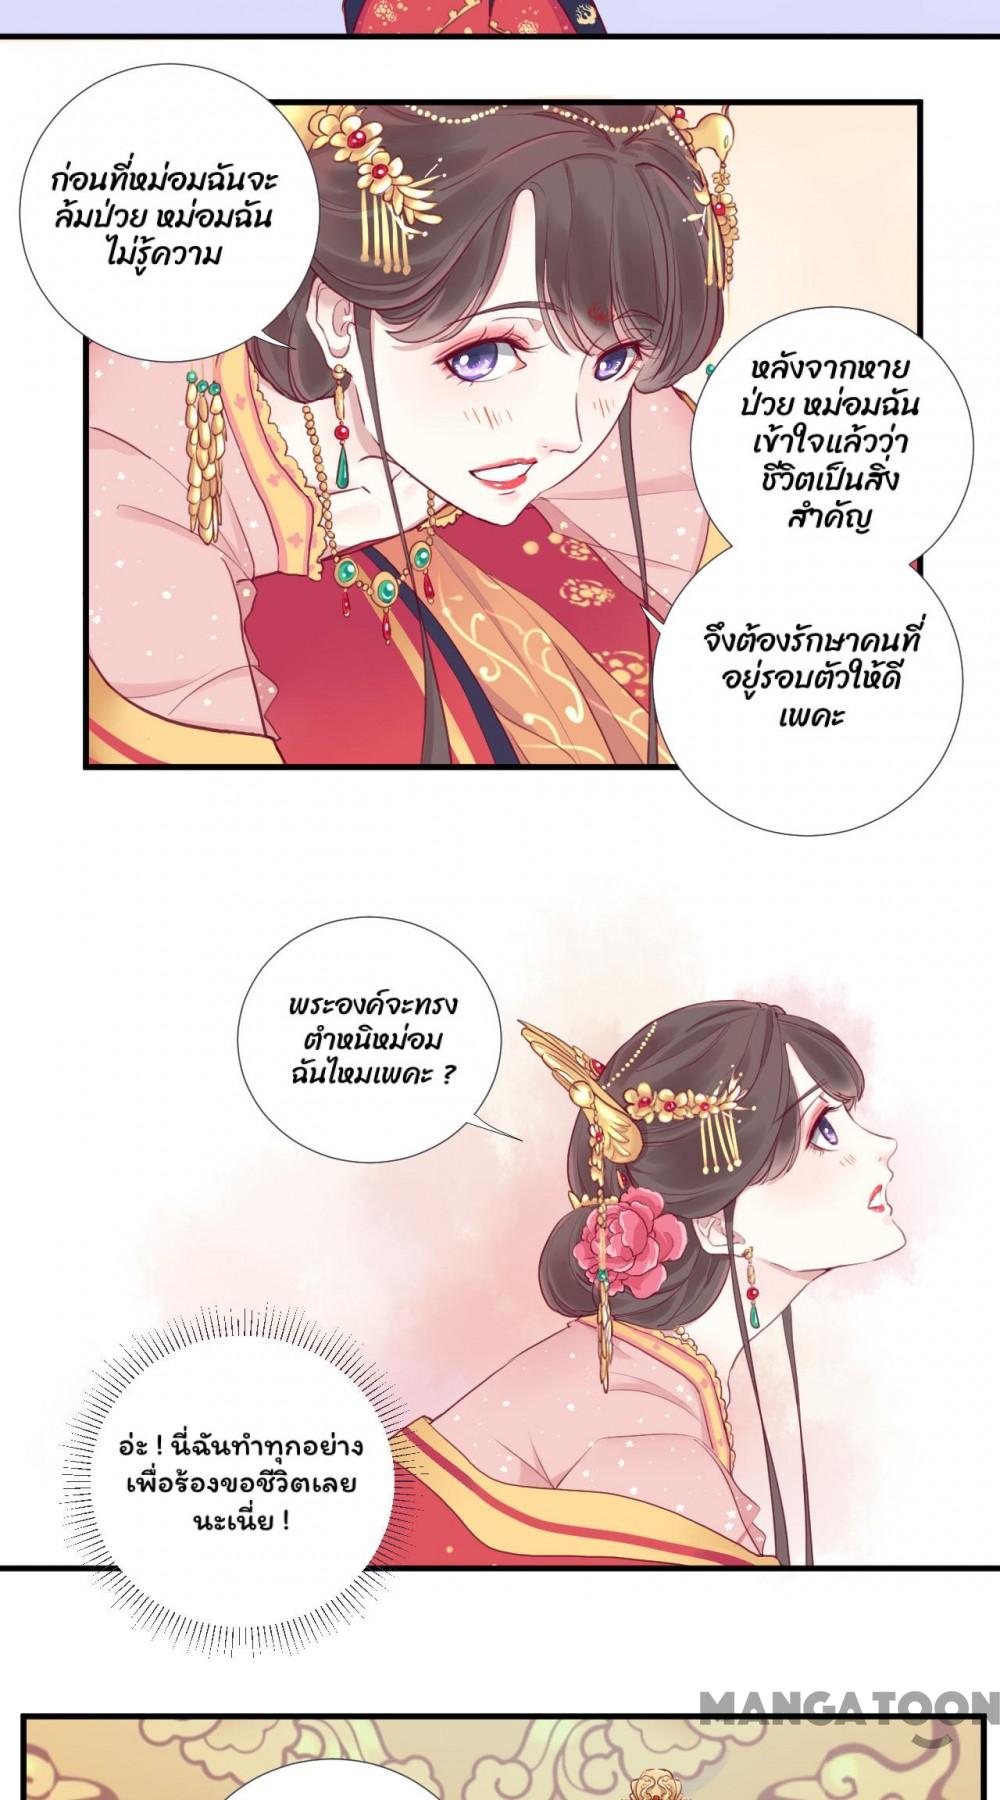 ก่อนที่หม่อมฉันจะ
ล้มป่วย หม่อมฉัน
ไม่รู้ความ
หลังจากหาย
ป่วย หม่อมฉัน
เข้าใจแล้วว่า
ชีวิตเป็นสิ่ง
สำคัญ
จึงต้องรักษาคนที่
อยู่รอบตัวให้ดี
เพคะ
พระองค์จะทรง
ตำหนิหม่อม
ฉันไหมเพคะ ?
อ่ะ ! นี่ฉันทำทุกอย่าง
เพื่อร้องขอชีวิตเลย
นะเนี่ย !
MANGATOON